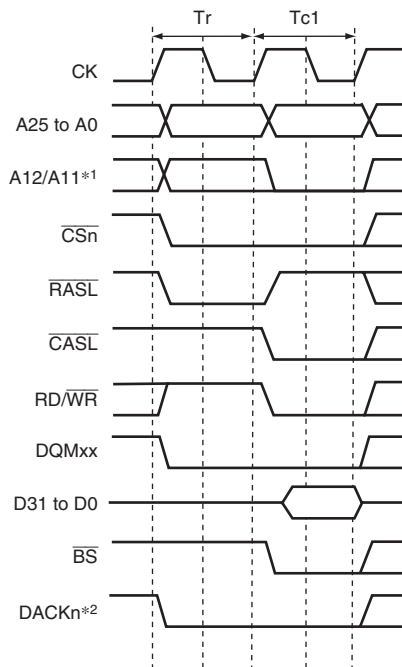 Tr Tc1
CK
A25 to A0
A12/A11*1
CSn
RASL
CASL
RD/WR
DQMxx
D31 to D0
BS
DACKn*2